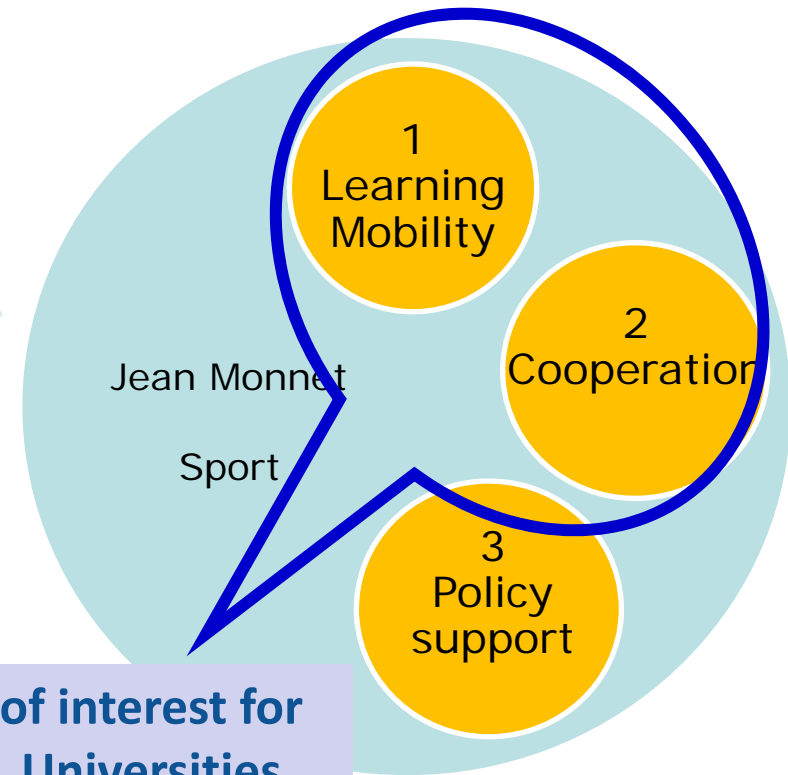 1
Learning
Mobility
2
Cooperation
Jean Monnet
Sport
3
Policy
support
of interest for
Universities